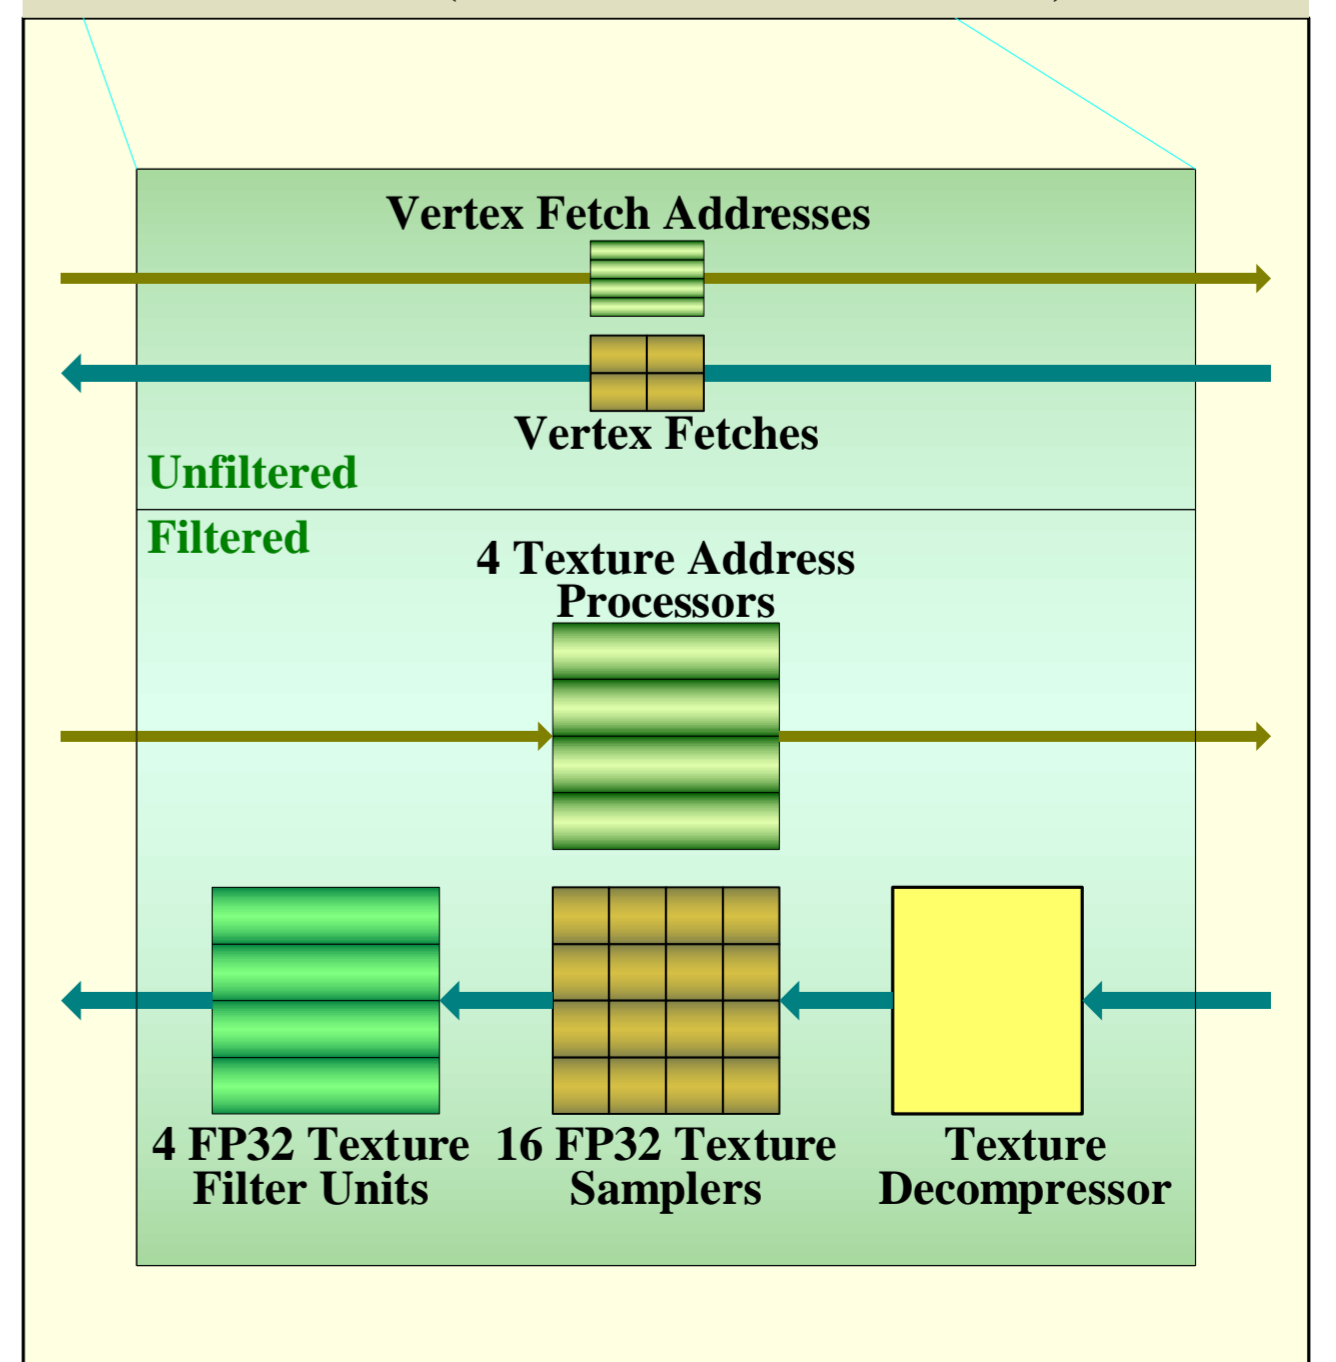 Vertex Fetch Addresses
Vertex Fetches
Unfiltered
Filtered
4 Texture Address
Processors
4 FP32 Texture
Filter Units
16 FP32 Texture
Samplers
Texture
Decompressor